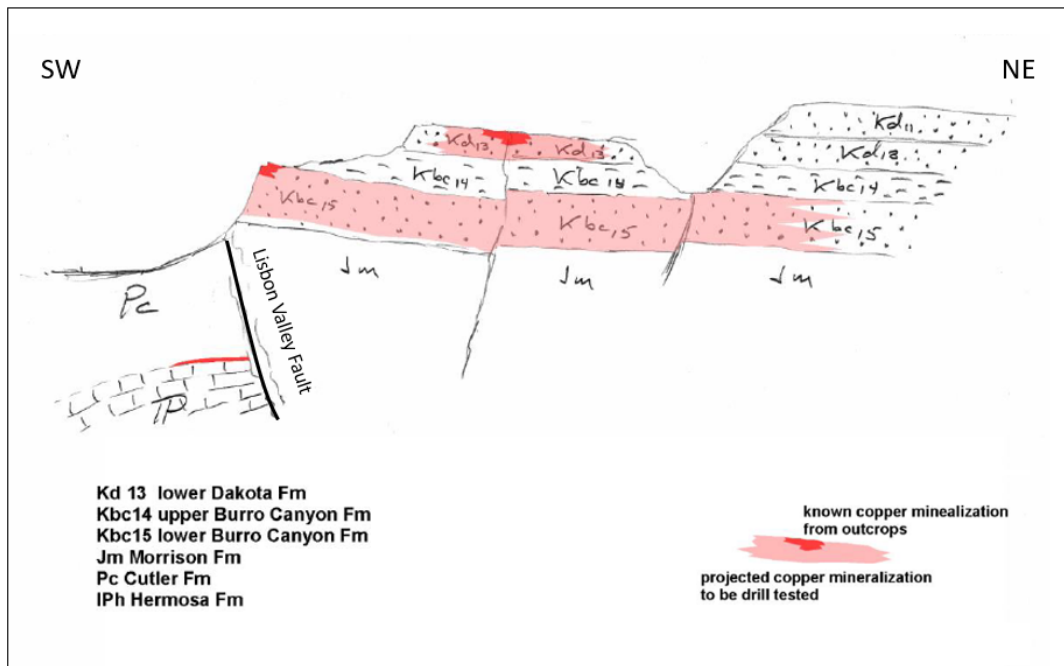 SW
NE
Kd11
Kd13
Kd13
Kd13
Kbc14
Kbc14
Kbc14
Kbc15
Kbc15
Kbc15
Jm
Jm
Jm
Pc
Lisbon Valley Fault
IP
Kd 13 lower Dakota Fm
Kbc14 upper Burro Canyon Fm
Kbc15 lower Burro Canyon Fm
Jm Morrison Fm
Pc Cutler Fm
IPh Hermosa Fm
known copper minealization
from outcrops
projected copper mineralization
to be drill tested